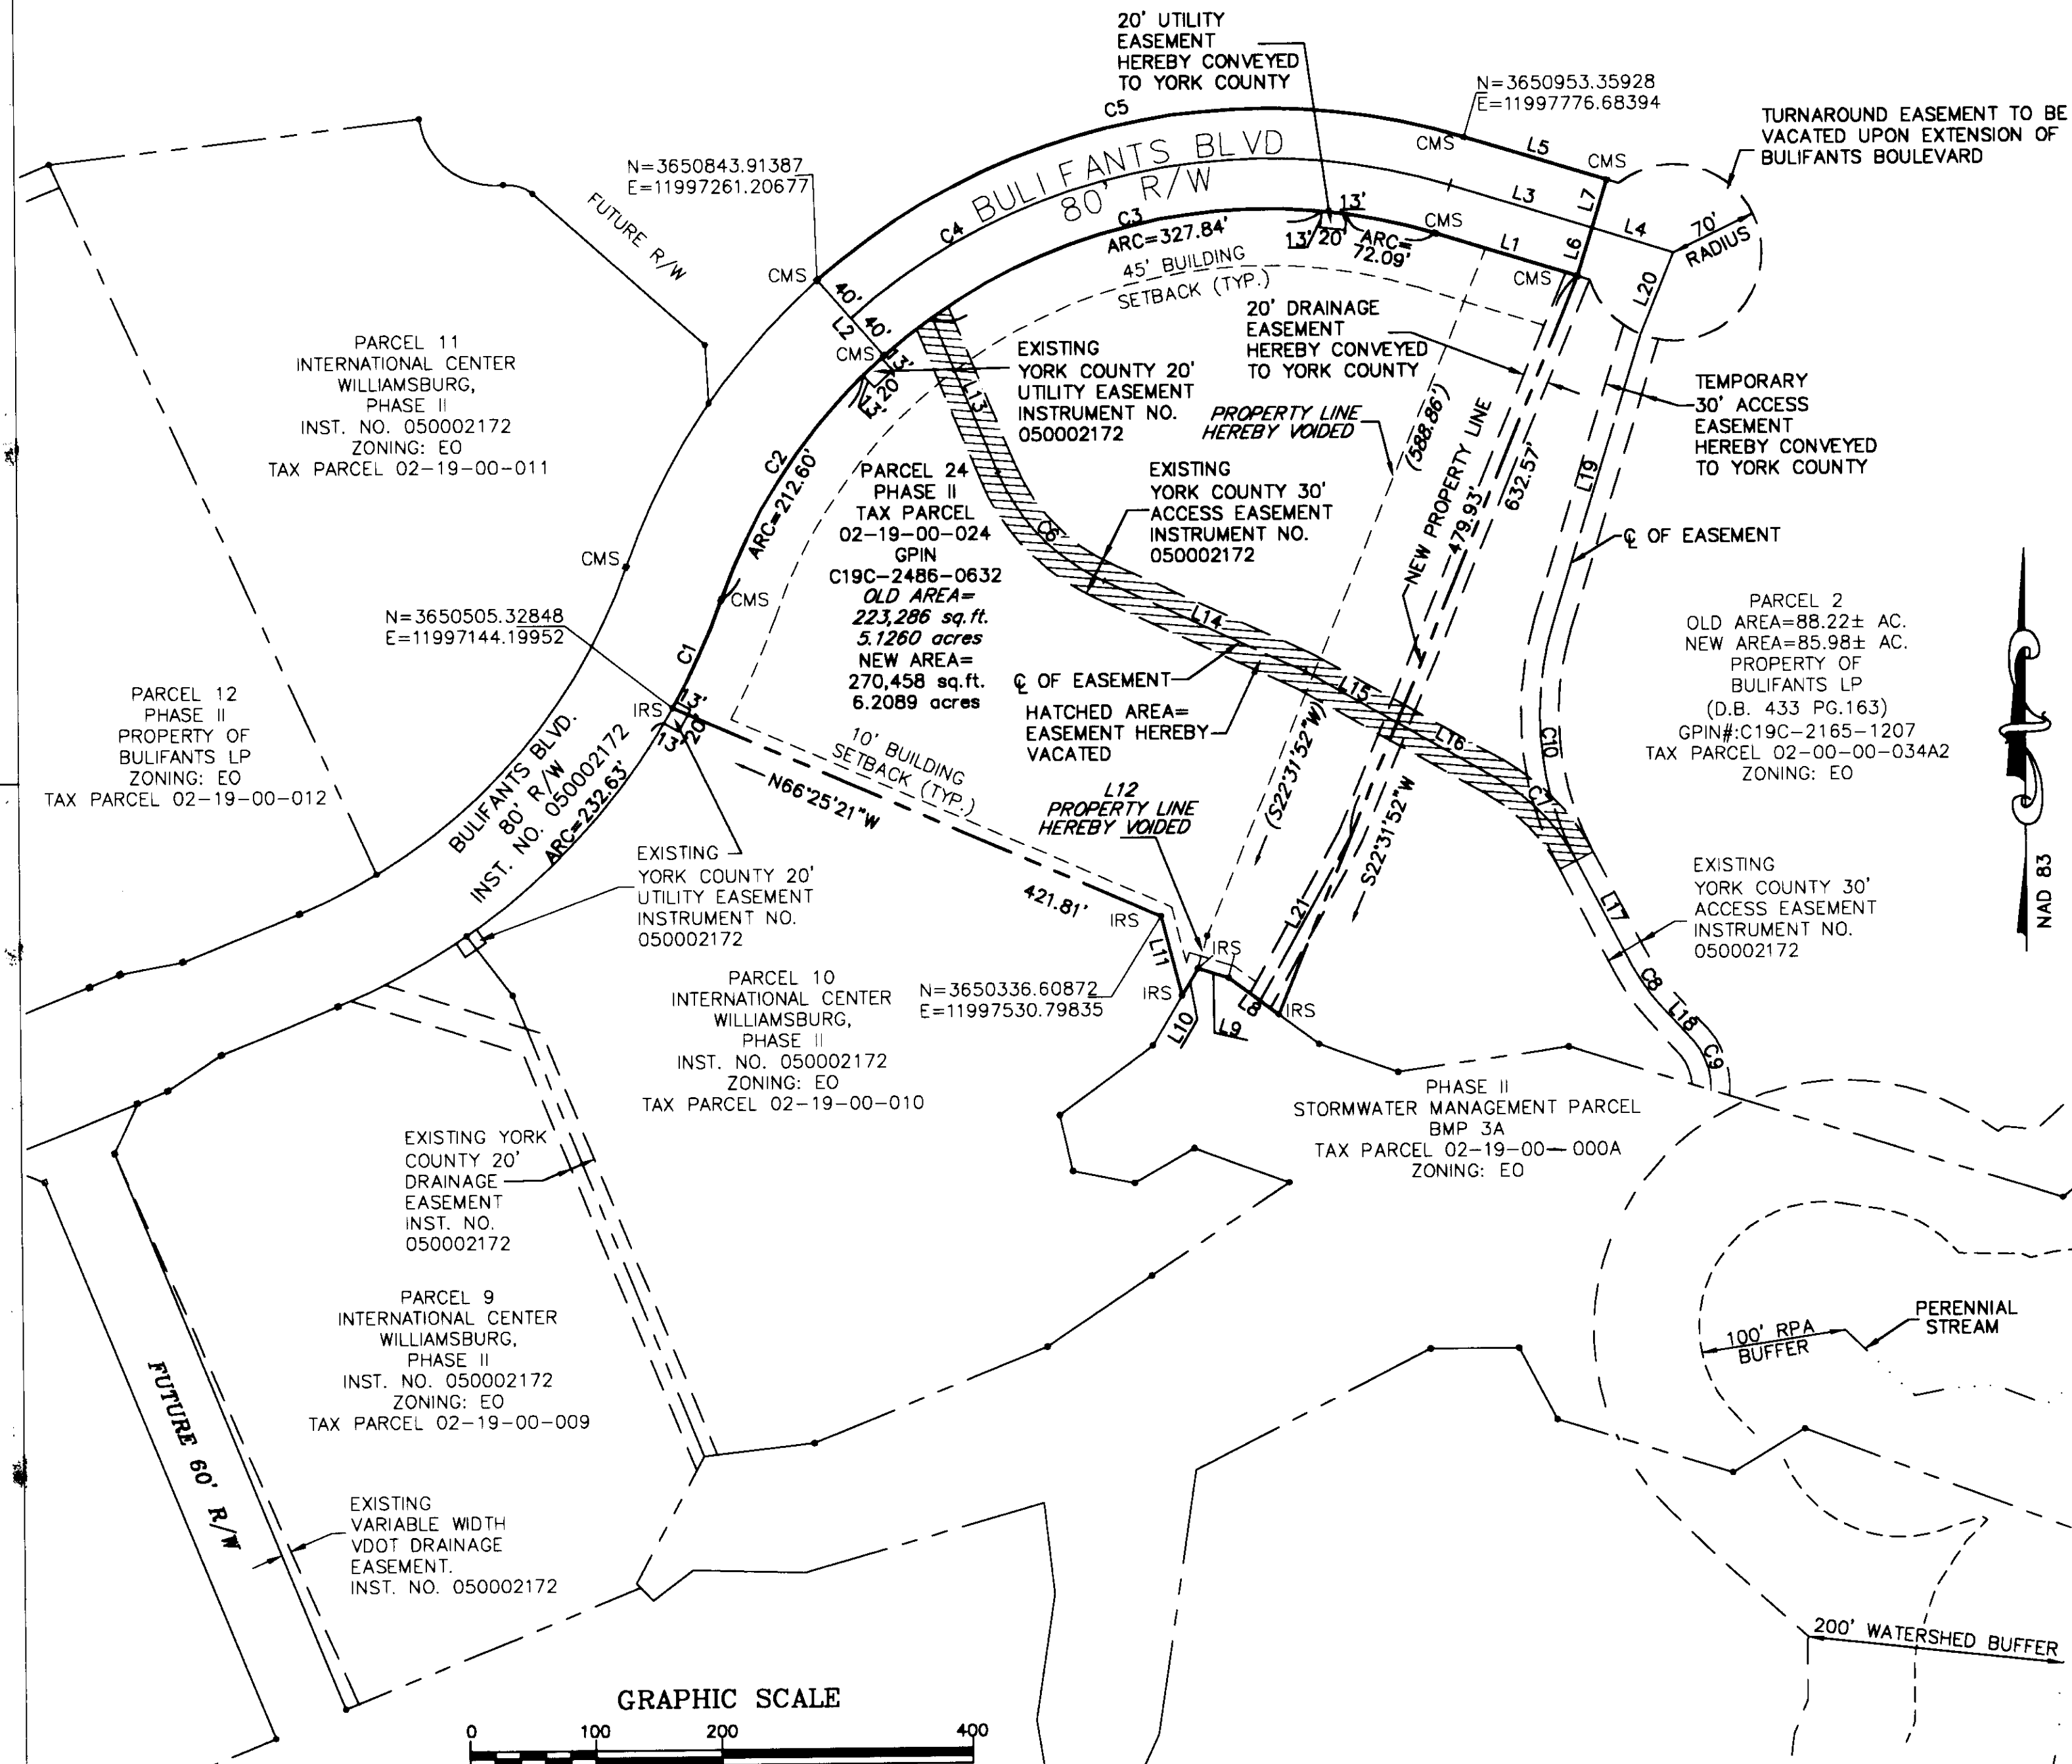 20' UTILITY
EASEMENT
HEREBY CONVEYED
TO YORK COUNTY
N=3650953.35928
E=11997776.68394
TURNAROUND EASEMENT TO BE
VACATED UPON EXTENSION OF
BULIFANTS BOULEVARD
C5
CMS
L5
CMS
N=3650843.91387
E=11997261.20677
BULIFANTS BLVD
80' R/W
L3
L7
L4
70'
RADIUS
FUTURE R/W
C4
C3
ARC=327.84'
13'
13'
20'
ARC=
72.09'
CMS
L1
L6
CMS
L20
CMS
40'
L2
40'
45' BUILDING
SETBACK (TYP.)
20' DRAINAGE
EASEMENT
HEREBY CONVEYED
TO YORK COUNTY
CMS
13'
20'
13'
L13
EXISTING
YORK COUNTY 20'
UTILITY EASEMENT
INSTRUMENT NO.
050002172
PROPERTY LINE
HEREBY VOIDED
(588.86')
NEW PROPERTY LINE
479.93'
632.57'
L19
TEMPORARY
30' ACCESS
EASEMENT
HEREBY CONVEYED
TO YORK COUNTY
PARCEL 11
INTERNATIONAL CENTER
WILLIAMSBURG,
PHASE II
INST. NO. 050002172
ZONING: EO
TAX PARCEL 02-19-00-011
C2
ARC=212.60'
PARCEL 24
PHASE II
TAX PARCEL
02-19-00-024
GPIN
C19C-2486-0632
OLD AREA=
223,286 sq.ft.
5.1260 acres
NEW AREA=
270,458 sq.ft.
6.2089 acres
EXISTING
YORK COUNTY 30'
ACCESS EASEMENT
INSTRUMENT NO.
050002172
C6
℄ OF EASEMENT
CMS
CMS
N=3650505.32848
E=11997144.19952
C1
L14
℄ OF EASEMENT
HATCHED AREA=
EASEMENT HEREBY
VACATED
L15
L16
C10
C7
PARCEL 2
OLD AREA=88.22± AC.
NEW AREA=85.98± AC.
PROPERTY OF
BULIFANTS LP
(D.B. 433 PG.163)
GPIN#:C19C-2165-1207
TAX PARCEL 02-00-00-034A2
ZONING: EO
NAD 83
PARCEL 12
PHASE II
PROPERTY OF
BULIFANTS LP
ZONING: EO
TAX PARCEL 02-19-00-012
IRS
13'
13'
20'
BULIFANTS BLVD.
80' R/W
INST. NO. 050002172
ARC=232.63'
10' BUILDING
SETBACK (TYP.)
N66°25'21"W
421.81'
L12
PROPERTY LINE
HEREBY VOIDED
(S22°31'52"W)
S22°31'52"W
EXISTING
YORK COUNTY 20'
UTILITY EASEMENT
INSTRUMENT NO.
050002172
EXISTING
YORK COUNTY 30'
ACCESS EASEMENT
INSTRUMENT NO.
050002172
L17
C8
L18
C9
IRS
L11
IRS
L21
IRS
L10
L9
L8
IRS
N=3650336.60872
E=11997530.79835
PARCEL 10
INTERNATIONAL CENTER
WILLIAMSBURG,
PHASE II
INST. NO. 050002172
ZONING: EO
TAX PARCEL 02-19-00-010
PHASE II
STORMWATER MANAGEMENT PARCEL
BMP 3A
TAX PARCEL 02-19-00-000A
ZONING: EO
EXISTING YORK
COUNTY 20'
DRAINAGE
EASEMENT
INST. NO.
050002172
PARCEL 9
INTERNATIONAL CENTER
WILLIAMSBURG,
PHASE II
INST. NO. 050002172
ZONING: EO
TAX PARCEL 02-19-00-009
100' RPA
BUFFER
PERENNIAL
STREAM
FUTURE 60' R/W
EXISTING
VARIABLE WIDTH
VDOT DRAINAGE
EASEMENT.
INST. NO. 050002172
200' WATERSHED BUFFER
GRAPHIC SCALE
0 100 200 400